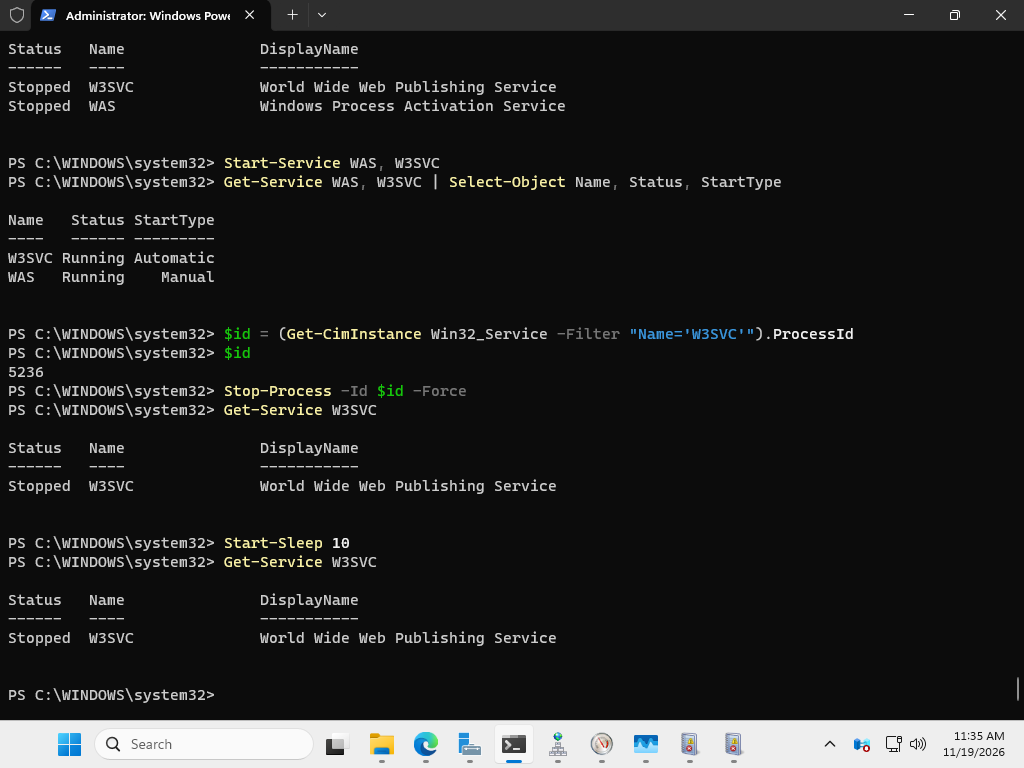 Administrator: Windows Powe
Status   Name               DisplayName
------   ----               -----------
Stopped  W3SVC              World Wide Web Publishing Service
Stopped  WAS                Windows Process Activation Service
PS C:\WINDOWS\system32> Start-Service WAS, W3SVC
PS C:\WINDOWS\system32> Get-Service WAS, W3SVC | Select-Object Name, Status, StartType
Name   Status StartType
----   ------ ---------
W3SVC Running Automatic
WAS   Running    Manual
PS C:\WINDOWS\system32> $id = (Get-CimInstance Win32_Service -Filter "Name='W3SVC'").ProcessId
PS C:\WINDOWS\system32> $id
5236
PS C:\WINDOWS\system32> Stop-Process -Id $id -Force
PS C:\WINDOWS\system32> Get-Service W3SVC
Status   Name               DisplayName
------   ----               -----------
Stopped  W3SVC              World Wide Web Publishing Service
PS C:\WINDOWS\system32> Start-Sleep 10
PS C:\WINDOWS\system32> Get-Service W3SVC
Status   Name               DisplayName
------   ----               -----------
Stopped  W3SVC              World Wide Web Publishing Service
PS C:\WINDOWS\system32>
Search
11:35 AM
11/19/2026